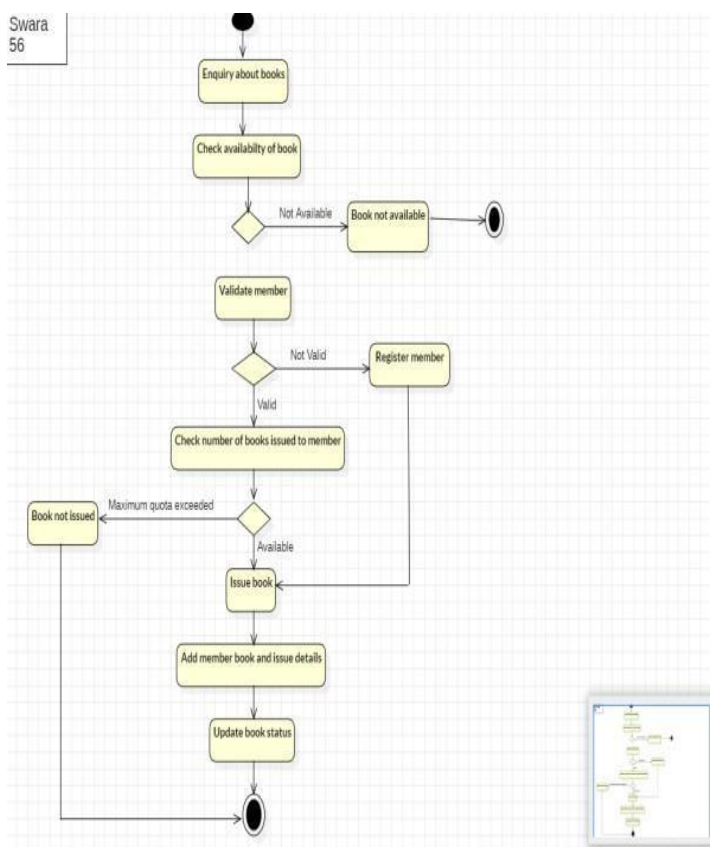 Swara
56
Enquiry about books
Check availabilty of book
Not Available
Book not available
Validate member
Not Valid
Register member
Valid
Check number of books issued to member
Maximum quota exceeded
Book not issued
Available
Issue book
Add member book and issue details
Update book status